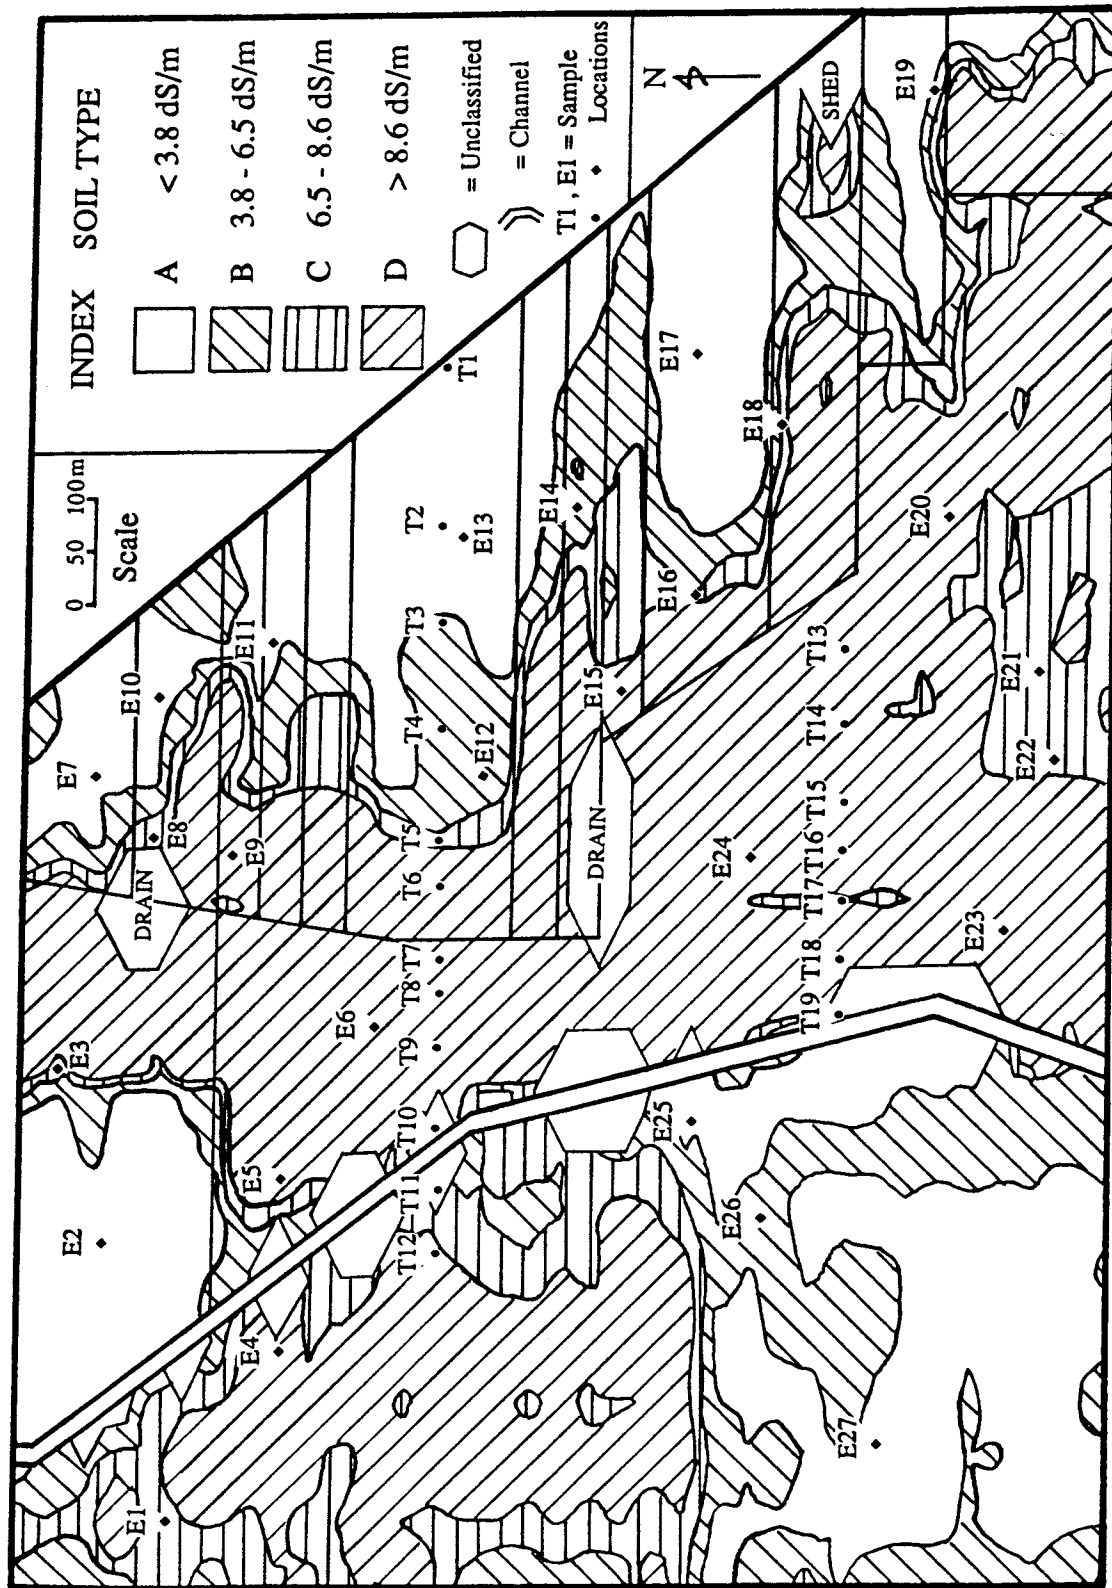 INDEX SOIL TYPE
A < 3.8 dS/m
B 3.8 - 6.5 dS/m
C 6.5 - 8.6 dS/m
D > 8.6 dS/m
= Unclassified
= Channel
T1 , E1 = Sample
Locations
N
0 50 100m
Scale
E1
E2
E3
E4
E5
E6
E7
E8
E9
E10
E11
DRAIN
T12
T11
T10
T9
T8
T7
T6
T5
T4
T3
T2
T1
E12
E13
E14
E15
E16
E17
E18
E19
SHED
DRAIN
E20
E21
E22
E23
E24
E25
E26
E27
T19
T18
T17
T16
T15
T14
T13